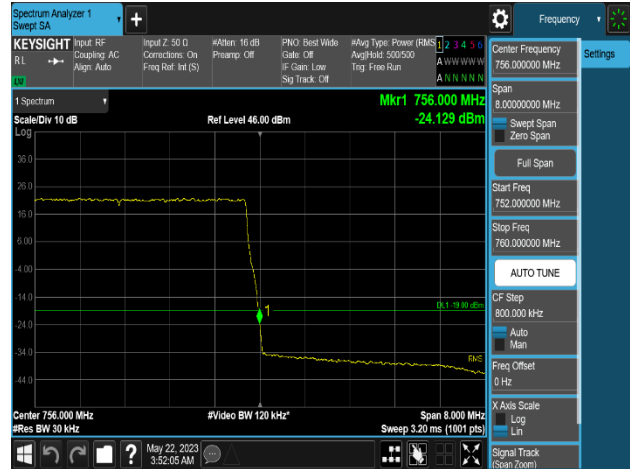 Spectrum Analyzer 1
Swept SA
Frequency
KEYSIGHT
RL
Input: RF
Coupling: AC
Align: Auto
Input Z: 50 Ω
Corrections: On
Freq Ref: Int (S)
#Atten: 16 dB
Preamp: Off
PNO: Best Wide
Gate: Off
IF Gain: Low
Sig Track: Off
#Avg Type: Power (RMS
Avg|Hold: 500/500
Trig: Free Run
1 2 3 4 5 6
A W W W W W
A N N N N N
1 Spectrum
Scale/Div 10 dB
Ref Level 46.00 dBm
Mkr1 756.000 MHz
-24.129 dBm
Log
36.0
26.0
16.0
6.00
-4.00
-14.0
-24.0
-34.0
-44.0
DL1 -19.00 dBm
1
RMS
Center 756.000 MHz
#Video BW 120 kHz*
Span 8.000 MHz
#Res BW 30 kHz
Sweep 3.20 ms (1001 pts)
May 22, 2023
3:52:05 AM
Settings
Center Frequency
756.000000 MHz
Span
8.00000000 MHz
Swept Span
Zero Span
Full Span
Start Freq
752.000000 MHz
Stop Freq
760.000000 MHz
AUTO TUNE
CF Step
800.000 kHz
Auto
Man
Freq Offset
0 Hz
X Axis Scale
Log
Lin
Signal Track
(Span Zoom)